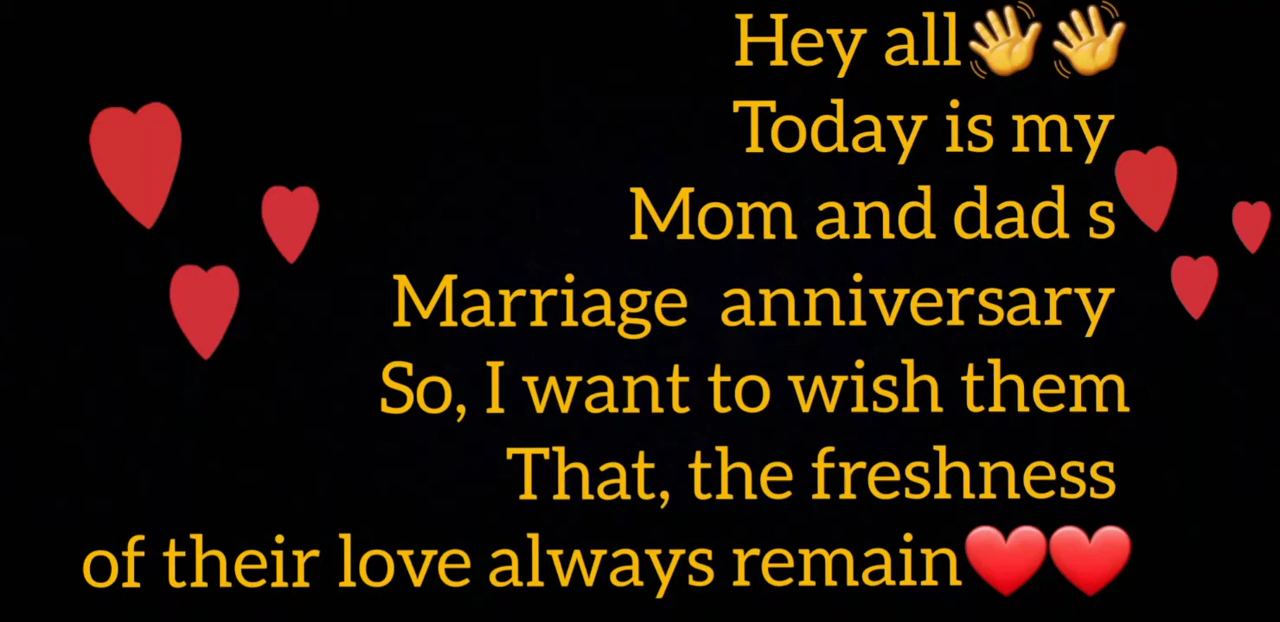 Hey all👋👋
Today is my
Mom and dad s
Marriage  anniversary
So, I want to wish them
That, the freshness
of their love always remain❤️❤️